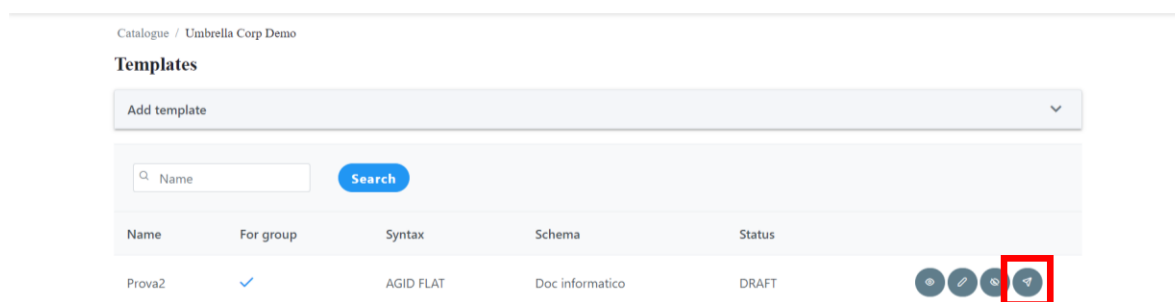 Catalogue / Umbrella Corp Demo
Templates
Add template
Name Search
Name For group Syntax Schema Status
Prova2 AGID FLAT Doc informatico DRAFT